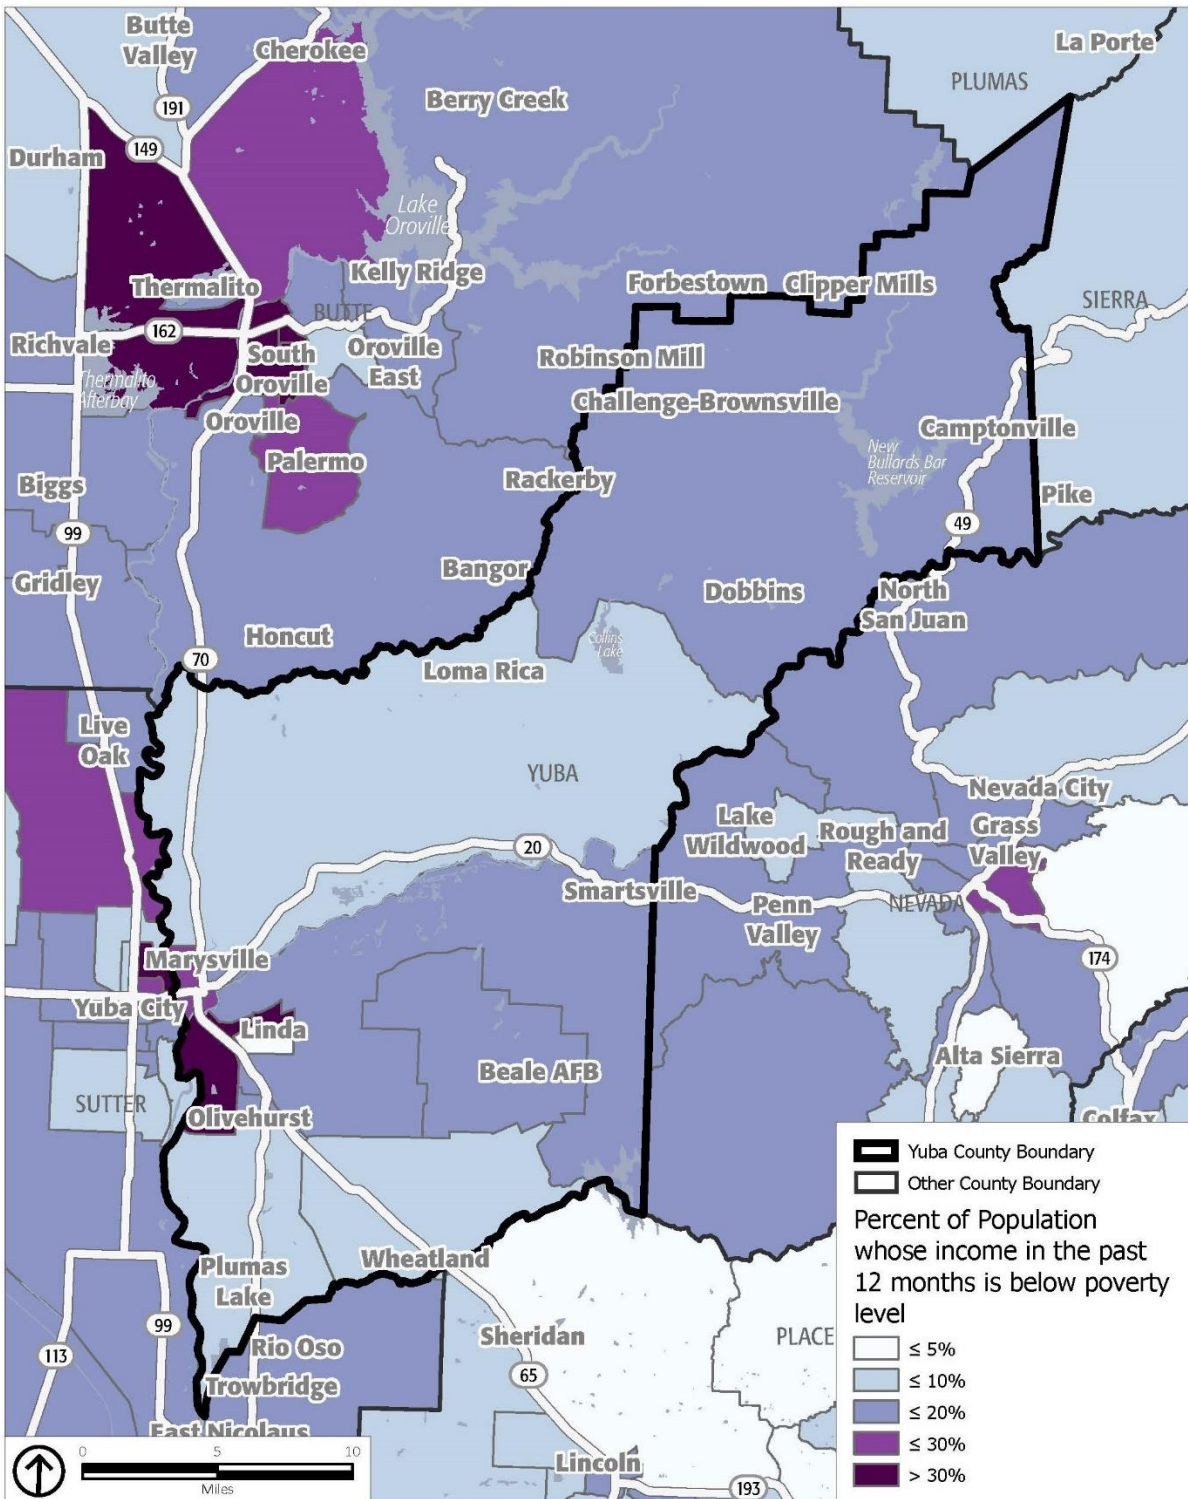 Butte
Valley
Cherokee
La Porte
PLUMAS
Berry Creek
191
149
Durham
Lake
Oroville
Kelly Ridge
Thermalito
BUTTE
Forbestown
Clipper Mills
SIERRA
162
Richvale
South
Oroville
Oroville
East
Robinson Mill
Thermalito
Afterbay
Challenge-Brownsville
Oroville
Camptonville
Palermo
New
Bullards Bar
Reservoir
Rackerby
Biggs
Pike
99
49
Gridley
Bangor
Dobbins
North
San Juan
Honcut
Collins
Lake
70
Loma Rica
Live
Oak
YUBA
Nevada City
Lake
Wildwood
Rough and
Ready
Grass
Valley
20
Smartsville
Penn
Valley
NEVADA
Marysville
174
Yuba City
Linda
Alta Sierra
Beale AFB
SUTTER
Olivehurst
Colfax
Yuba County Boundary
Other County Boundary
Percent of Population
whose income in the past
12 months is below poverty
level
≤ 5%
≤ 10%
≤ 20%
≤ 30%
> 30%
Wheatland
Plumas
Lake
99
Sheridan
PLACE
113
Rio Oso
65
Trowbridge
East Nicolaus
0 5 10
Miles
Lincoln
193